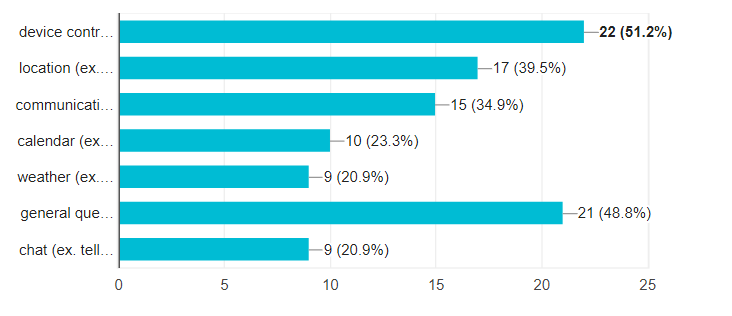 device contr…
22 (51.2%)
location (ex.…
17 (39.5%)
communicati…
15 (34.9%)
calendar (ex…
10 (23.3%)
weather (ex.…
9 (20.9%)
general que…
21 (48.8%)
chat (ex. tell…
9 (20.9%)
0 5 10 15 20 25